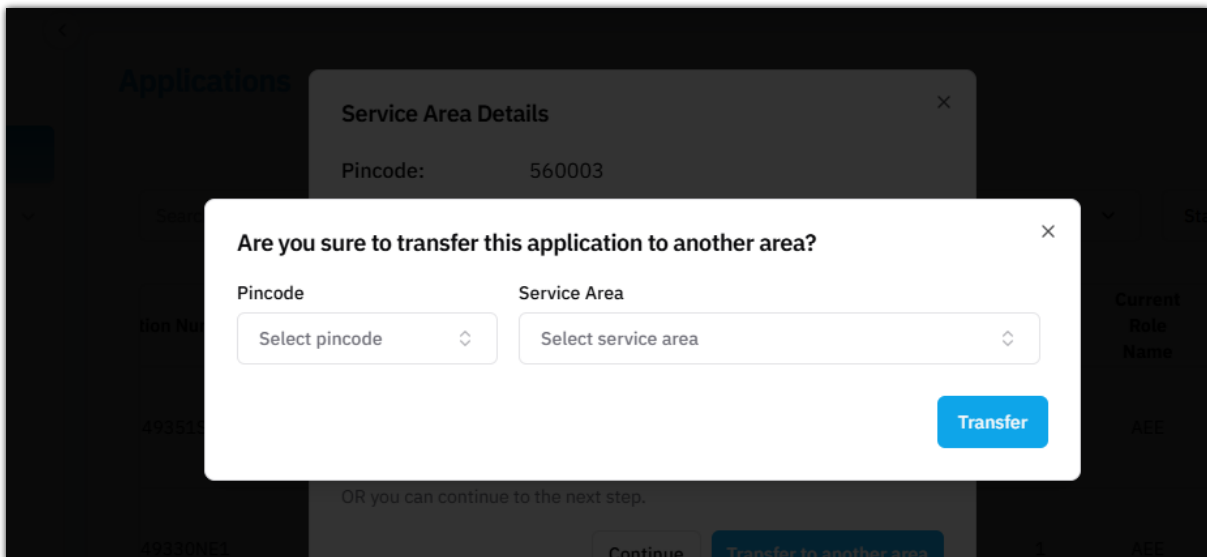 Applications
Service Area Details
Pincode: 560003
Are you sure to transfer this application to another area?
Pincode Service Area
Select pincode Select service area
Transfer
Current
Role
Name
AEE
OR you can continue to the next step.
Continue Transfer to another area
49330NE1 1 AEE